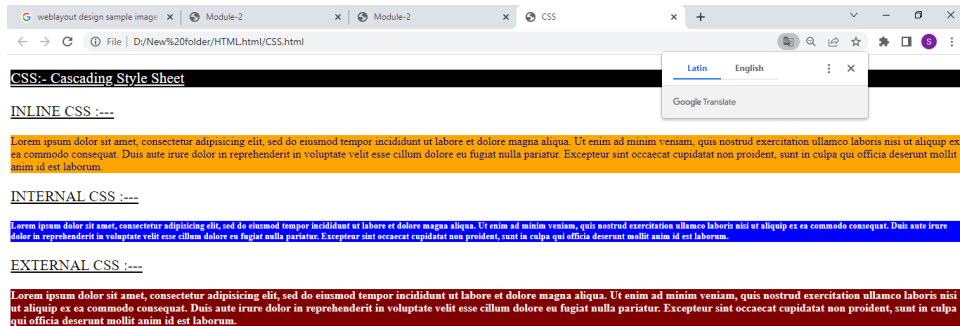 weblayout design sample image
Module-2
Module-2
CSS
File | D:/New%20folder/HTML.html/CSS.html
S
Latin English
Google Translate
CSS:- Cascading Style Sheet
INLINE CSS :---
Lorem ipsum dolor sit amet, consectetur adipisicing elit, sed do eiusmod tempor incididunt ut labore et dolore magna aliqua. Ut enim ad minim veniam, quis nostrud exercitation ullamco laboris nisi ut aliquip ex
ea commodo consequat. Duis aute irure dolor in reprehenderit in voluptate velit esse cillum dolore eu fugiat nulla pariatur. Excepteur sint occaecat cupidatat non proident, sunt in culpa qui officia deserunt mollit
anim id est laborum.
INTERNAL CSS :---
Lorem ipsum dolor sit amet, consectetur adipisicing elit, sed do eiusmod tempor incididunt ut labore et dolore magna aliqua. Ut enim ad minim veniam, quis nostrud exercitation ullamco laboris nisi ut aliquip ex ea commodo consequat. Duis aute irure
dolor in reprehenderit in voluptate velit esse cillum dolore eu fugiat nulla pariatur. Excepteur sint occaecat cupidatat non proident, sunt in culpa qui officia deserunt mollit anim id est laborum.
EXTERNAL CSS :---
Lorem ipsum dolor sit amet, consectetur adipisicing elit, sed do eiusmod tempor incididunt ut labore et dolore magna aliqua. Ut enim ad minim veniam, quis nostrud exercitation ullamco laboris nisi
ut aliquip ex ea commodo consequat. Duis aute irure dolor in reprehenderit in voluptate velit esse cillum dolore eu fugiat nulla pariatur. Excepteur sint occaecat cupidatat non proident, sunt in culpa
qui officia deserunt mollit anim id est laborum.